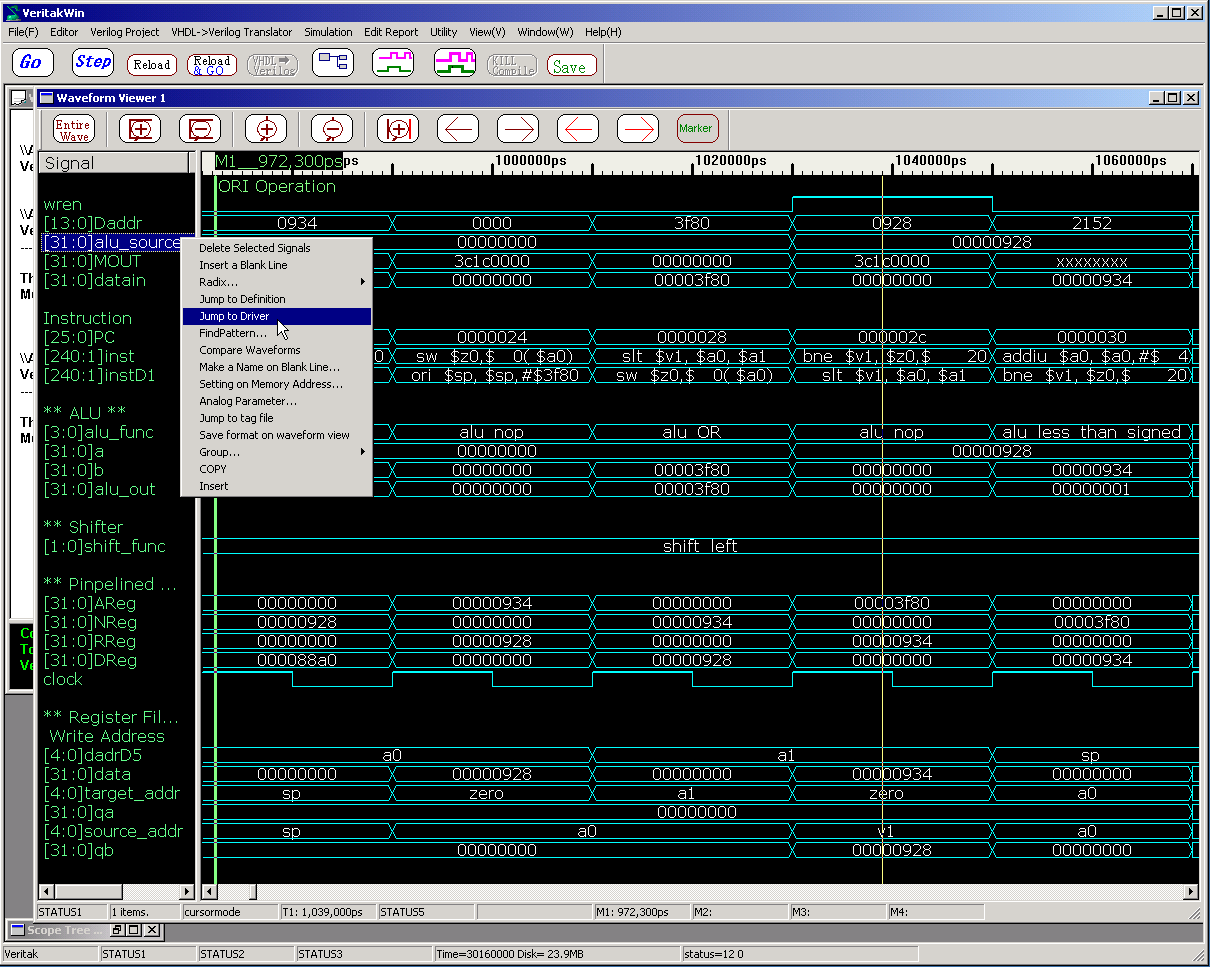 VeritakWin
File(F) Editor Verilog Project VHDL->Verilog Translator Simulation Edit Report Utility View(V) Window(W) Help(H)
Go Step Reload Reload & GO VHDL Verilog KILL Compile Save
Waveform Viewer 1
Entire Wave Marker
Signal M1__972,300ps ps 1000000ps 1020000ps 1040000ps 1060000ps
ORI Operation
wren
[13:0]Daddr 0934 0000 3f80 0928 2152
[31:0]alu_source 00000000 00000928
[31:0]MOUT 3c1c0000 00000000 3c1c0000 xxxxxxxx
[31:0]datain 00000000 00003f80 00000000 00000934
Instruction
[25:0]PC 0000024 0000028 000002c 0000030
[240:1]inst 0 sw $z0,$ 0( $a0) slt $v1, $a0, $a1 bne $v1, $z0,$ 20 addiu $a0, $a0,#$ 4
[240:1]instD1 ori $sp, $sp,#$3f80 sw $z0,$ 0( $a0) slt $v1, $a0, $a1 bne $v1, $z0,$ 20
** ALU **
[3:0]alu_func alu nop alu OR alu nop alu less than signed
[31:0]a 00000000 00000928
[31:0]b 00000000 00003f80 00000000 00000934
[31:0]alu_out 00000000 00003f80 00000000 00000001
** Shifter
[1:0]shift_func shift left
** Pinpelined ...
[31:0]AReg 00000000 00000934 00000000 00003f80 00000000
[31:0]NReg 00000928 00000000 00000934 00000000 00003f80
[31:0]RReg 00000000 00000928 00000000 00000934 00000000
[31:0]DReg 000088a0 00000000 00000928 00000000 00000934
clock
** Register Fil...
Write Address
[4:0]dadrD5 a0 a1 sp
[31:0]data 00000000 00000928 00000000 00000934 00000000
[4:0]target_addr sp zero a1 zero a0
[31:0]qa 00000000
[4:0]source_addr sp a0 v1 a0
[31:0]qb 00000000 00000928 00000000
Delete Selected Signals
Insert a Blank Line
Radix...
Jump to Definition
Jump to Driver
FindPattern...
Compare Waveforms
Make a Name on Blank Line...
Setting on Memory Address...
Analog Parameter...
Jump to tag file
Save format on waveform view
Group...
COPY
Insert
STATUS1 1 items. cursormode T1: 1,039,000ps STATUS5 M1: 972,300ps M2: M3: M4:
Scope Tree ...
Veritak STATUS1 STATUS2 STATUS3 Time=30160000 Disk= 23.9MB status=12 0